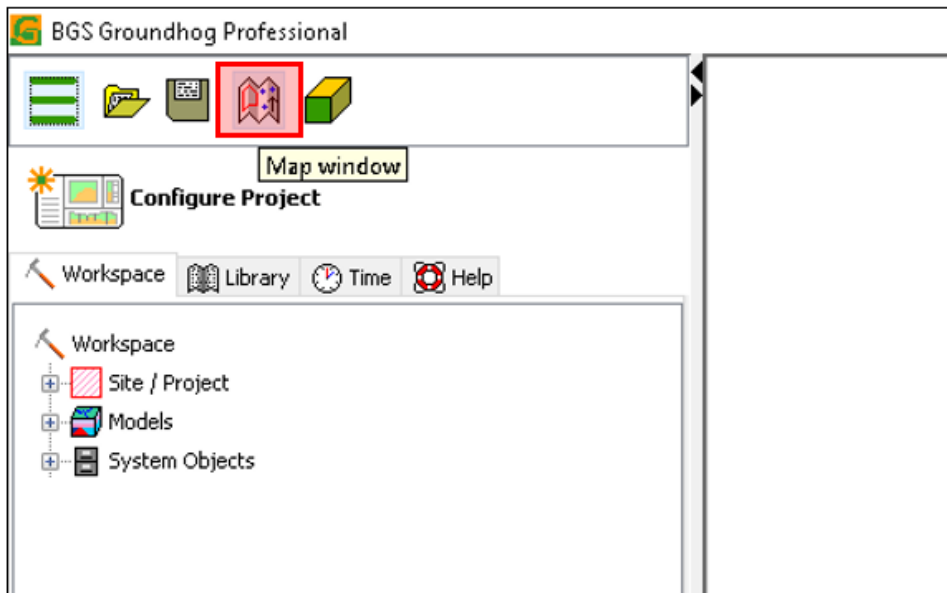 BGS Groundhog Professional
Map window
Configure Project
Workspace Library Time Help
Workspace
Site / Project
Models
System Objects